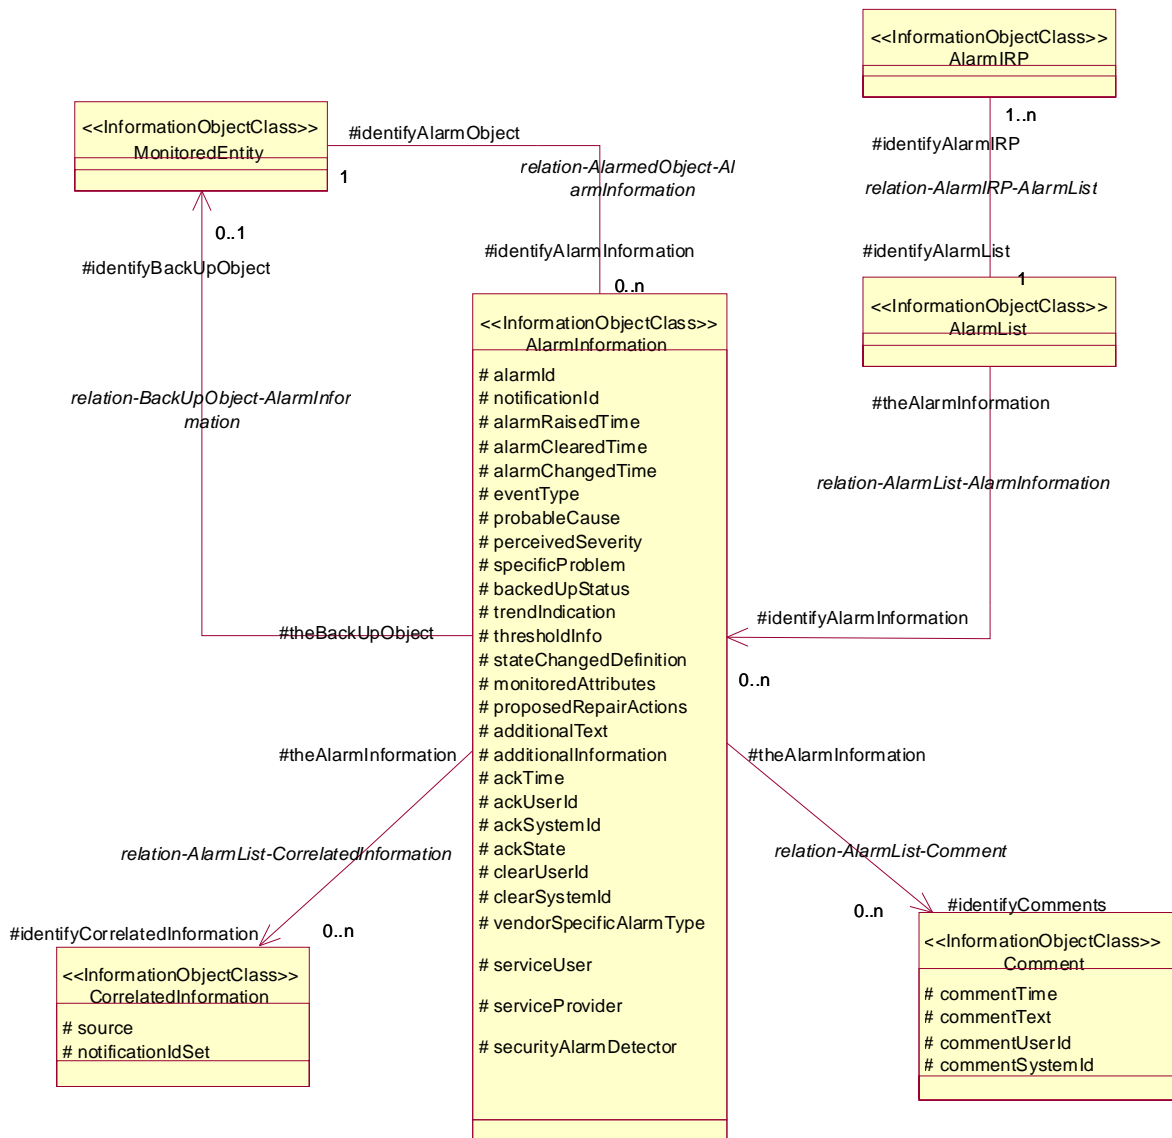 <<InformationObjectClass>>
AlarmIRP
1..n
#identifyAlarmIRP
relation-AlarmIRP-AlarmList
#identifyAlarmList
1
<<InformationObjectClass>>
AlarmList
#theAlarmInformation
relation-AlarmList-AlarmInformation
#identifyAlarmInformation
0..n
<<InformationObjectClass>>
MonitoredEntity
#identifyAlarmObject
1
relation-AlarmedObject-Al
armInformation
#identifyAlarmInformation
0..n
0..1
#identifyBackUpObject
relation-BackUpObject-AlarmInfor
mation
#theBackUpObject
<<InformationObjectClass>>
AlarmInformation
# alarmId
# notificationId
# alarmRaisedTime
# alarmClearedTime
# alarmChangedTime
# eventType
# probableCause
# perceivedSeverity
# specificProblem
# backedUpStatus
# trendIndication
# thresholdInfo
# stateChangedDefinition
# monitoredAttributes
# proposedRepairActions
# additionalText
# additionalInformation
# ackTime
# ackUserId
# ackSystemId
# ackState
# clearUserId
# clearSystemId
# vendorSpecificAlarmType
# serviceUser
# serviceProvider
# securityAlarmDetector
#theAlarmInformation
relation-AlarmList-CorrelatedInformation
#identifyCorrelatedInformation
0..n
<<InformationObjectClass>>
CorrelatedInformation
# source
# notificationIdSet
#theAlarmInformation
relation-AlarmList-Comment
0..n
#identifyComments
<<InformationObjectClass>>
Comment
# commentTime
# commentText
# commentUserId
# commentSystemId